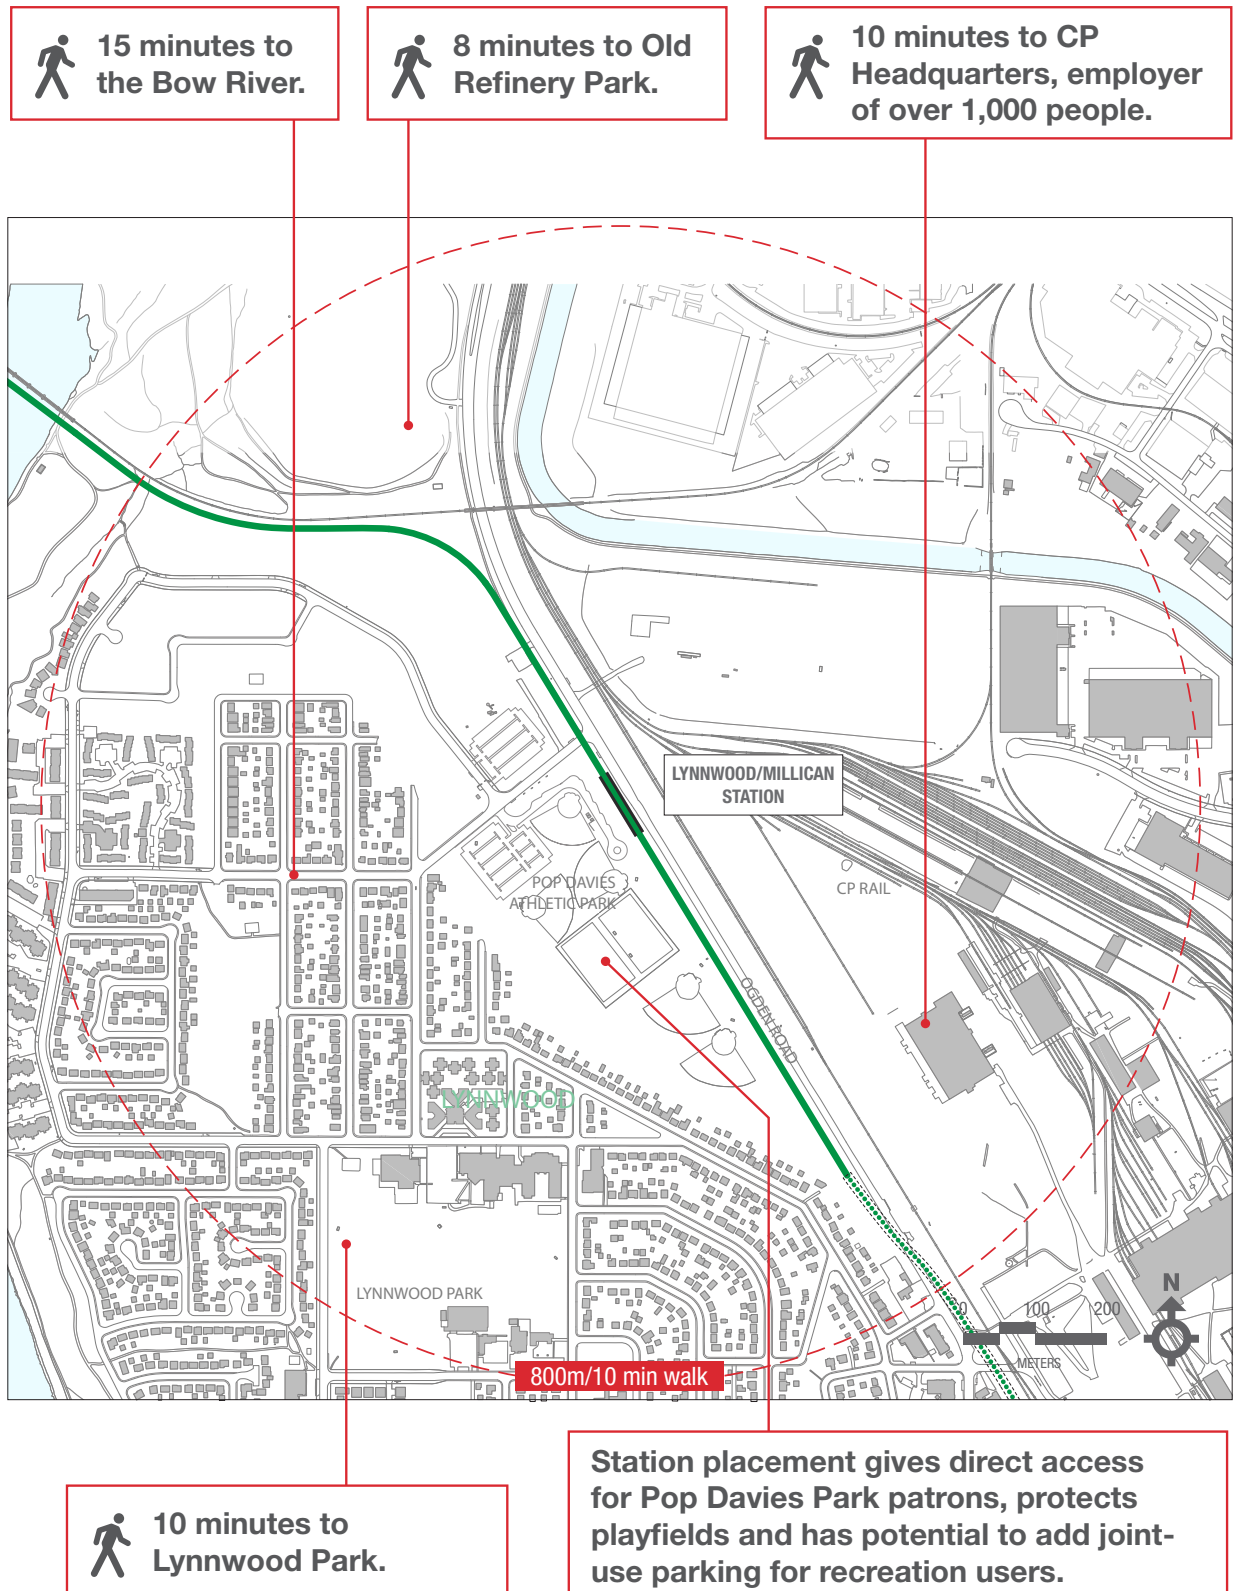 15 minutes to
the Bow River.
8 minutes to Old
Refinery Park.
10 minutes to CP
Headquarters, employer
of over 1,000 people.
LYNNWOOD/MILLICAN
STATION
POP DAVIES
ATHLETIC PARK
CP RAIL
OGDEN ROAD
LYNNWOOD
LYNNWOOD PARK
N
0 100 200
METERS
800m/10 min walk
10 minutes to
Lynnwood Park.
Station placement gives direct access
for Pop Davies Park patrons, protects
playfields and has potential to add joint-
use parking for recreation users.